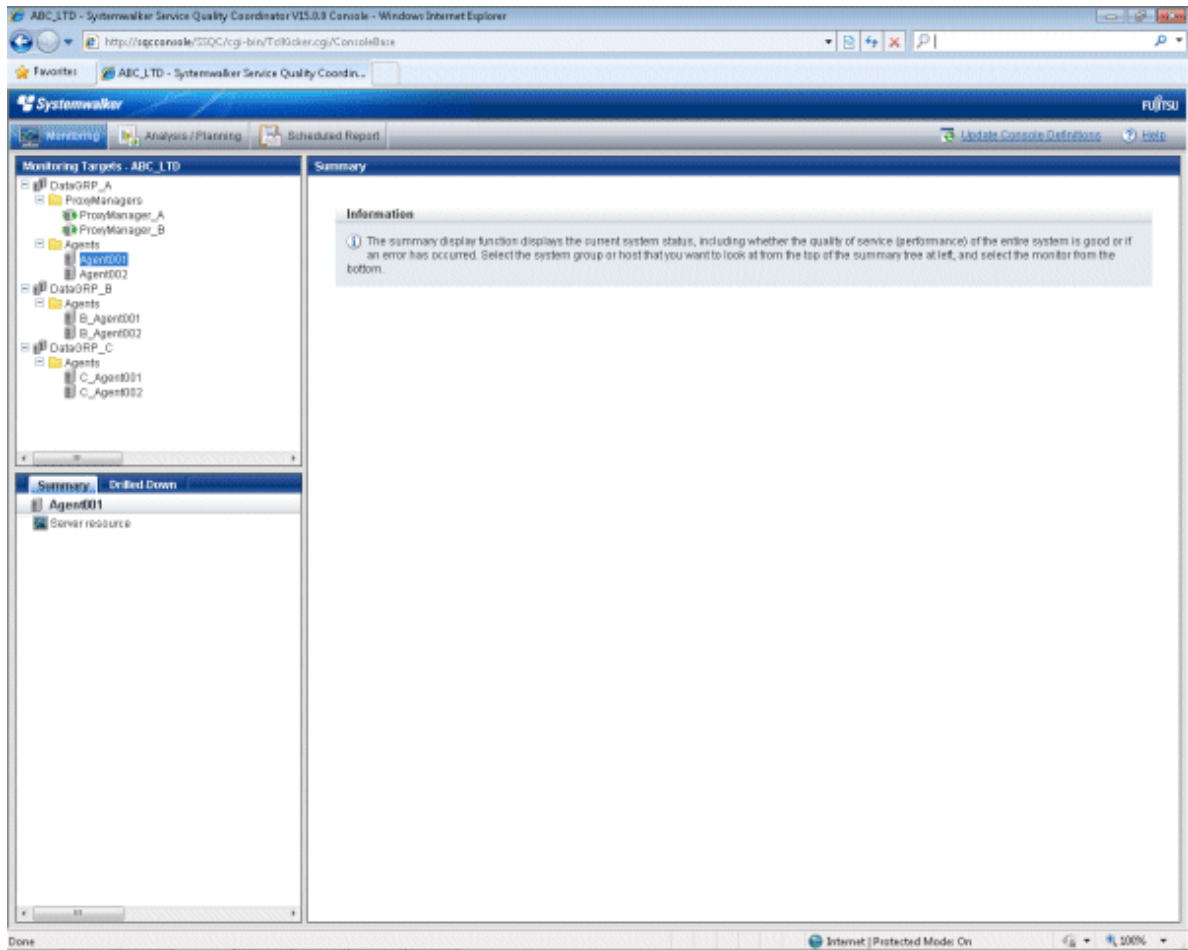 ABC_LTD - Systemwalker Service Quality Coordinator V15.0.0 Console - Windows Internet Explorer
http://sqcconsole/SSQC/cgi-bin/TclKicker.cgi/ConsoleBase
Favorites
ABC_LTD - Systemwalker Service Quality Coordin...
Systemwalker
FUJITSU
Monitoring
Analysis / Planning
Scheduled Report
Update Console Definitions
Help
Monitoring Targets - ABC_LTD
DataGRP_A
ProxyManagers
ProxyManager_A
ProxyManager_B
Agents
Agent001
Agent002
DataGRP_B
Agents
B_Agent001
B_Agent002
DataGRP_C
Agents
C_Agent001
C_Agent002
Summary
Information
The summary display function displays the current system status, including whether the quality of service (performance) of the entire system is good or if
an error has occurred. Select the system group or host that you want to look at from the top of the summary tree at left, and select the monitor from the
bottom.
Summary
Drilled Down
Agent001
Server resource
Done
Internet | Protected Mode: On
100%